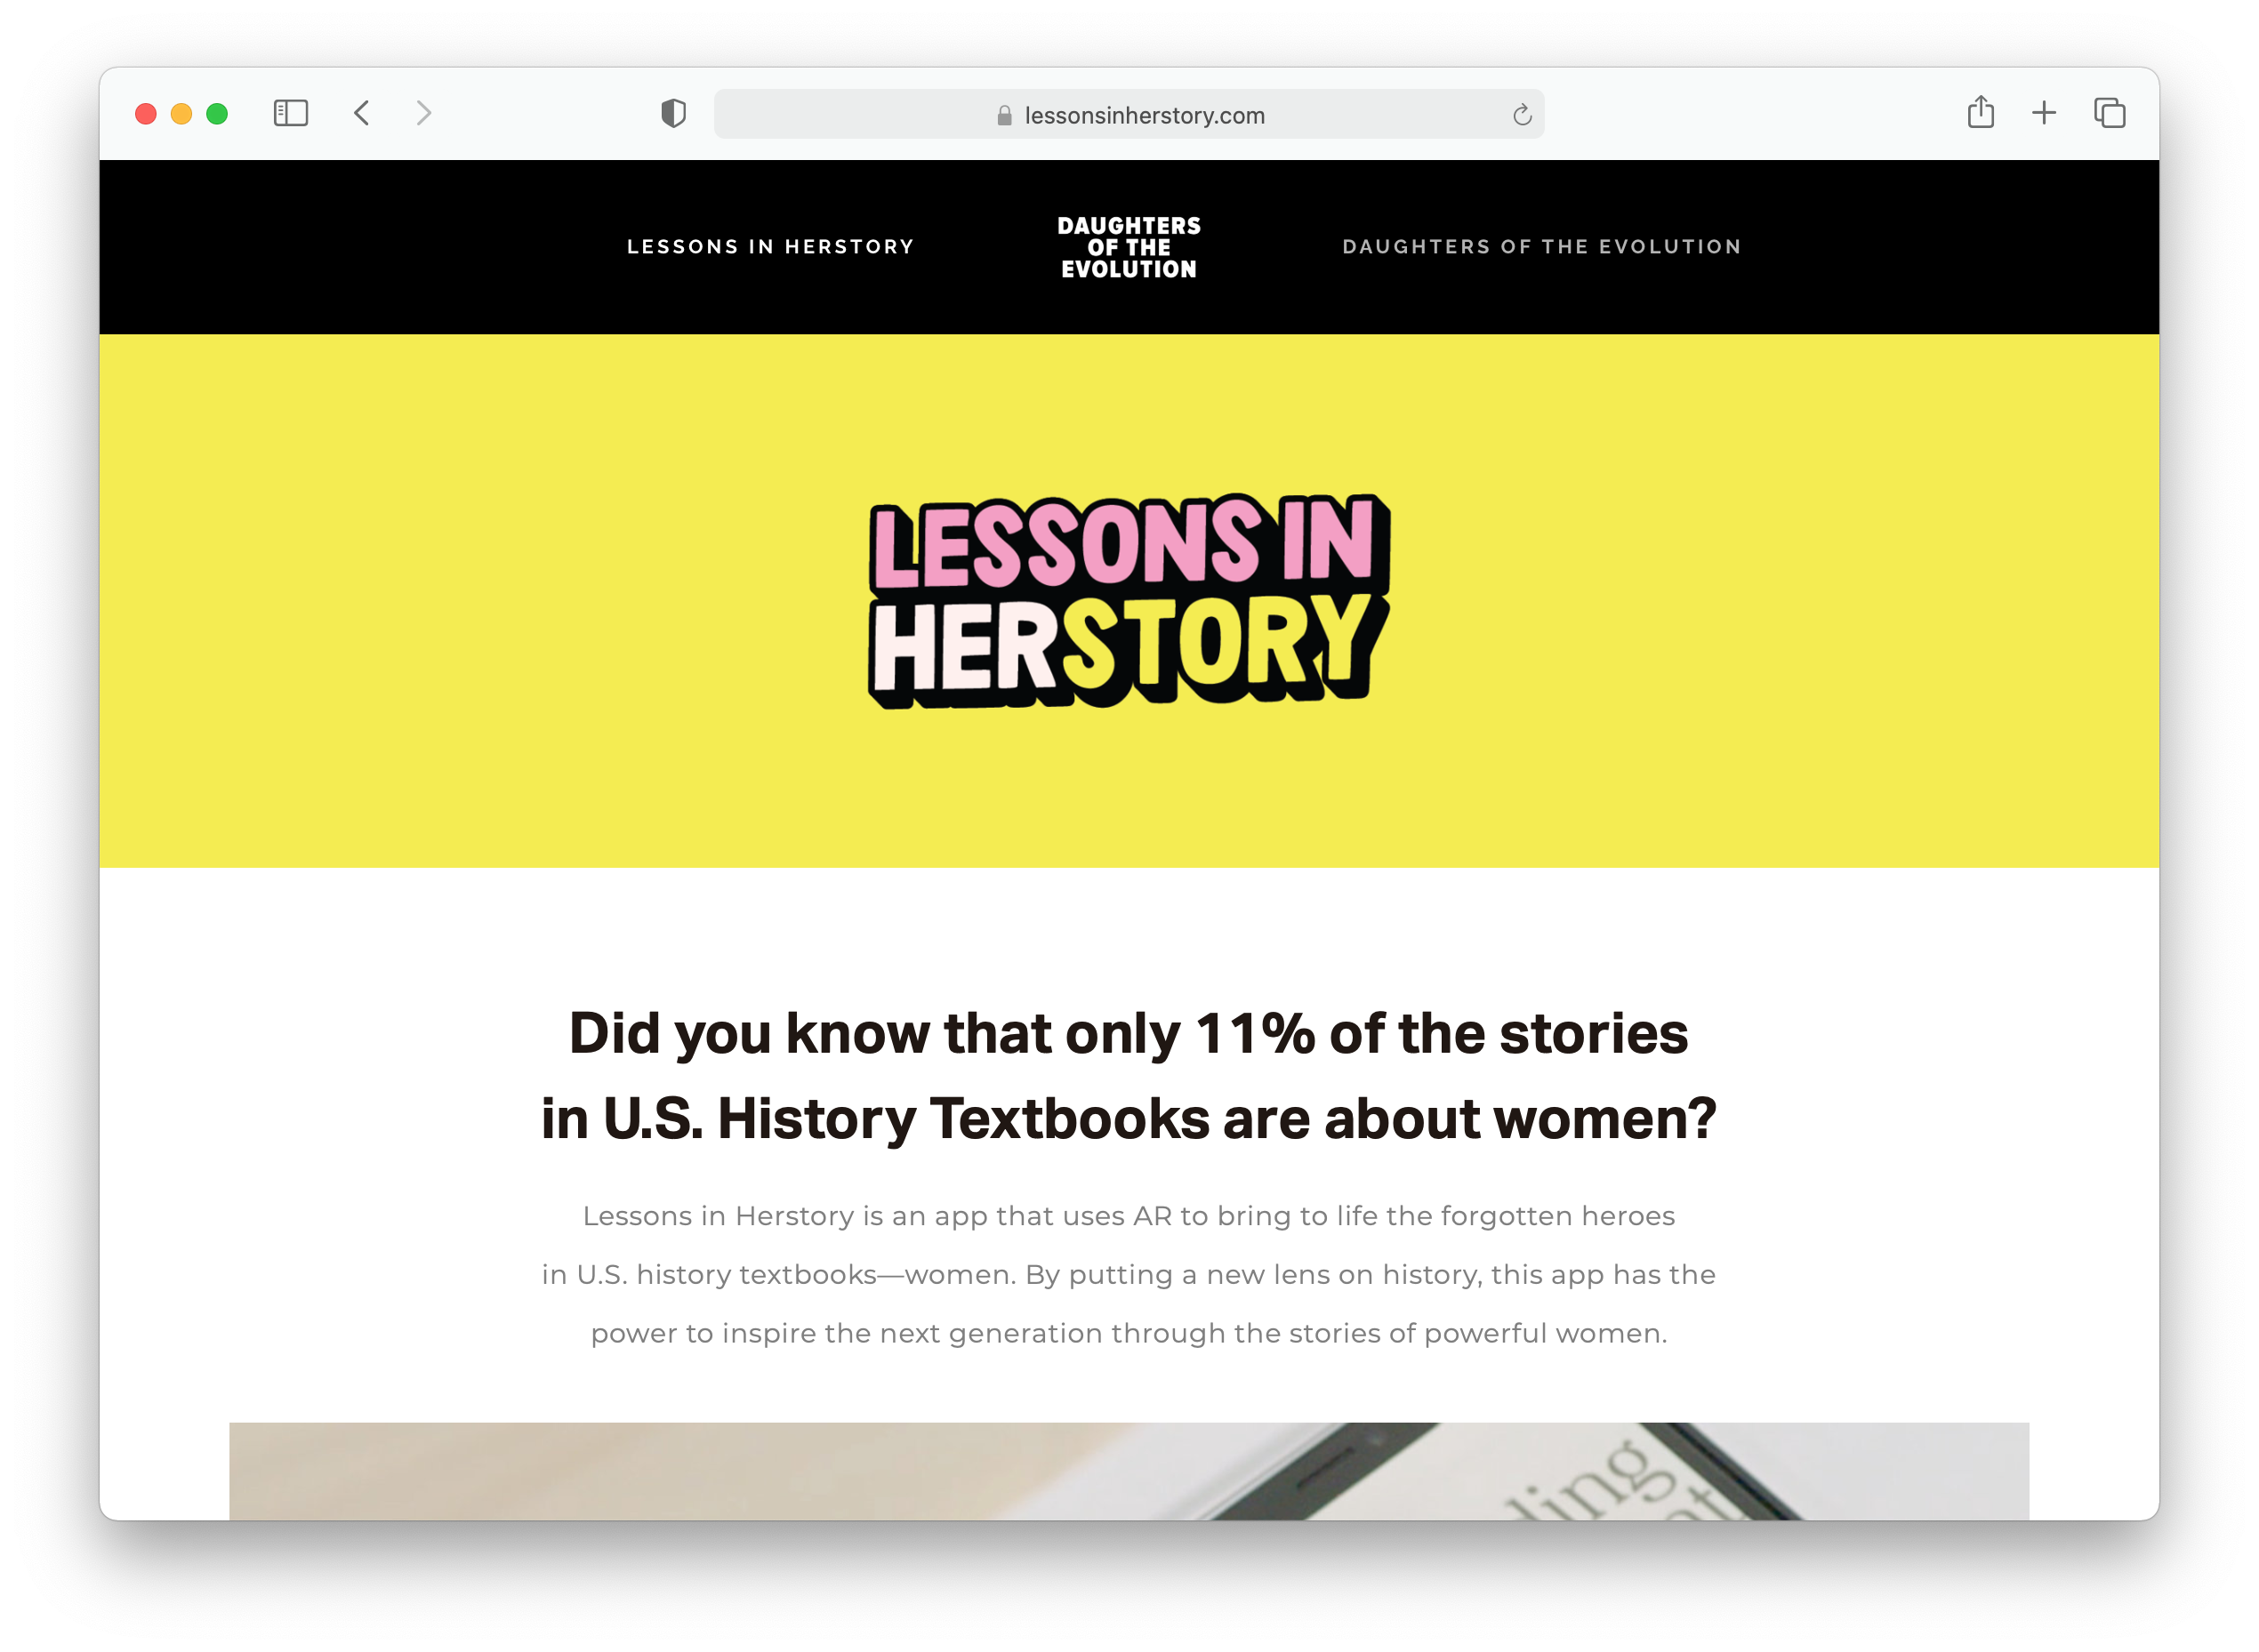 lessonsinherstory.com
LESSONS IN HERSTORY
DAUGHTERS
OF THE
EVOLUTION
DAUGHTERS OF THE EVOLUTION
LESSONS IN
HERSTORY
Did you know that only 11% of the stories
in U.S. History Textbooks are about women?
Lessons in Herstory is an app that uses AR to bring to life the forgotten heroes
in U.S. history textbooks—women. By putting a new lens on history, this app has the
power to inspire the next generation through the stories of powerful women.